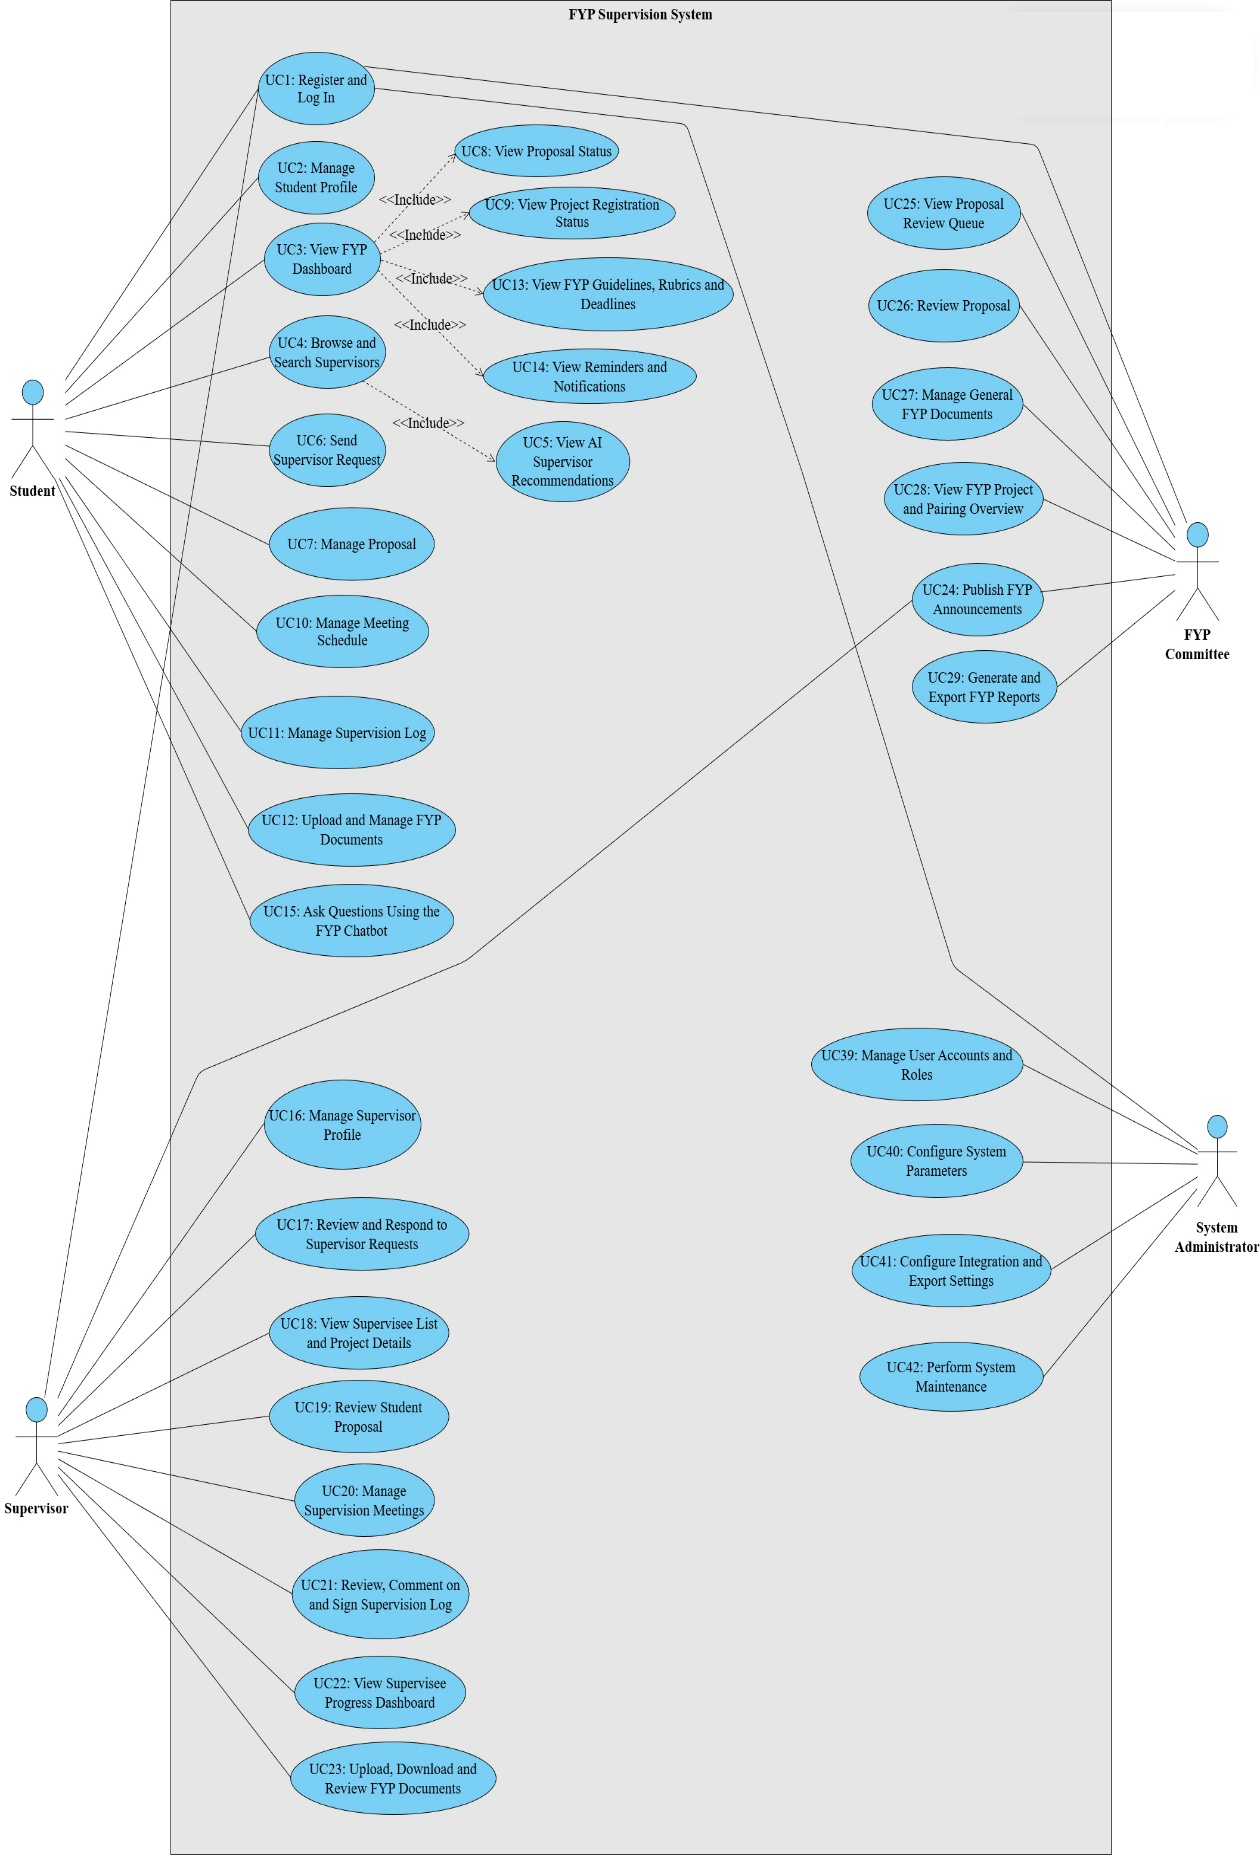 FYP Supervision System
UC1: Register and
Log In
UC2: Manage
Student Profile
UC3: View FYP
Dashboard
UC4: Browse and
Search Supervisors
UC6: Send
Supervisor Request
UC7: Manage Proposal
UC10: Manage Meeting
Schedule
UC11: Manage Supervision Log
UC12: Upload and Manage FYP
Documents
UC15: Ask Questions Using the
FYP Chatbot
<<Include>>
<<Include>>
<<Include>>
<<Include>>
<<Include>>
UC8: View Proposal Status
UC9: View Project Registration
Status
UC13: View FYP Guidelines, Rubrics and
Deadlines
UC14: View Reminders and
Notifications
UC5: View AI
Supervisor
Recommendations
UC25: View Proposal
Review Queue
UC26: Review Proposal
UC27: Manage General
FYP Documents
UC28: View FYP Project
and Pairing Overview
UC24: Publish FYP
Announcements
UC29: Generate and
Export FYP Reports
Student
FYP
Committee
UC16: Manage Supervisor
Profile
UC17: Review and Respond to
Supervisor Requests
UC18: View Supervisee List
and Project Details
UC19: Review Student
Proposal
UC20: Manage
Supervision Meetings
UC21: Review, Comment on
and Sign Supervision Log
UC22: View Supervisee
Progress Dashboard
UC23: Upload, Download and
Review FYP Documents
UC39: Manage User Accounts and
Roles
UC40: Configure System
Parameters
UC41: Configure Integration and
Export Settings
UC42: Perform System
Maintenance
Supervisor
System
Administrator